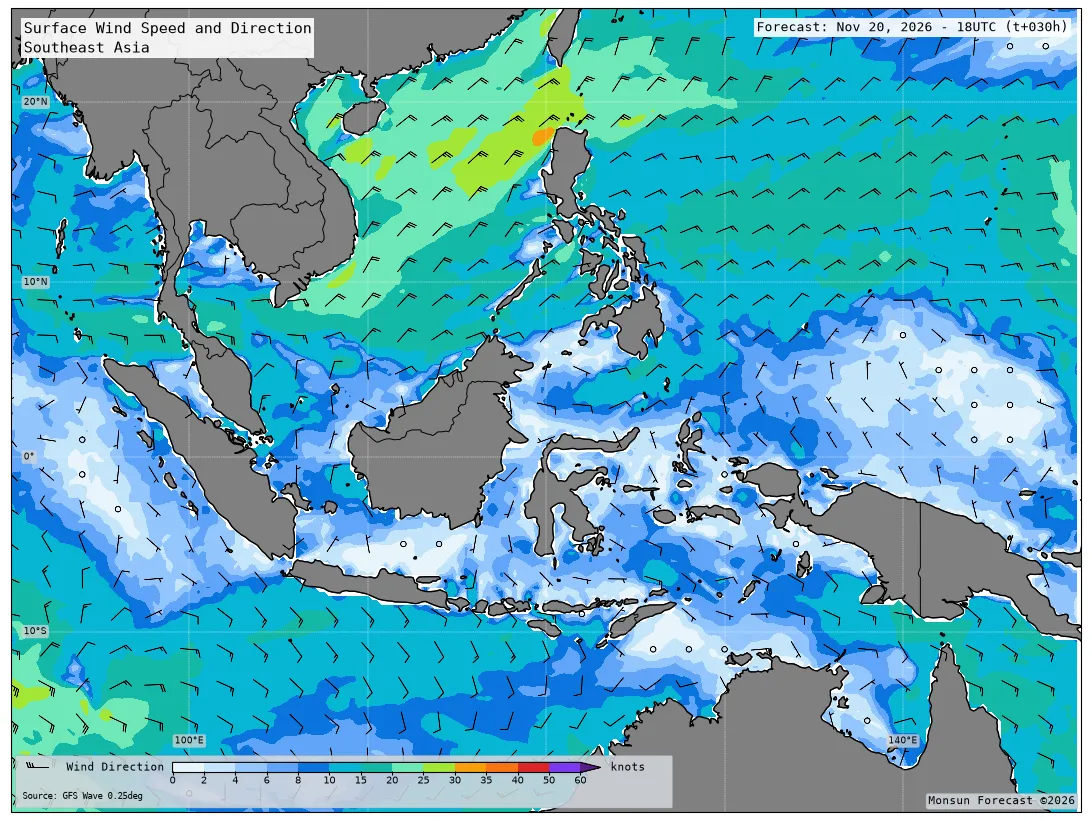 Surface Wind Speed and Direction
Southeast Asia
Forecast: Nov 20, 2026 - 18UTC (t+030h)
20°N
10°N
0°
10°S
100°E
140°E
Wind Direction
0 2 4 6 8 10 15 20 25 30 35 40 50 60
knots
Source: GFS Wave 0.25deg
Monsun Forecast ©2026